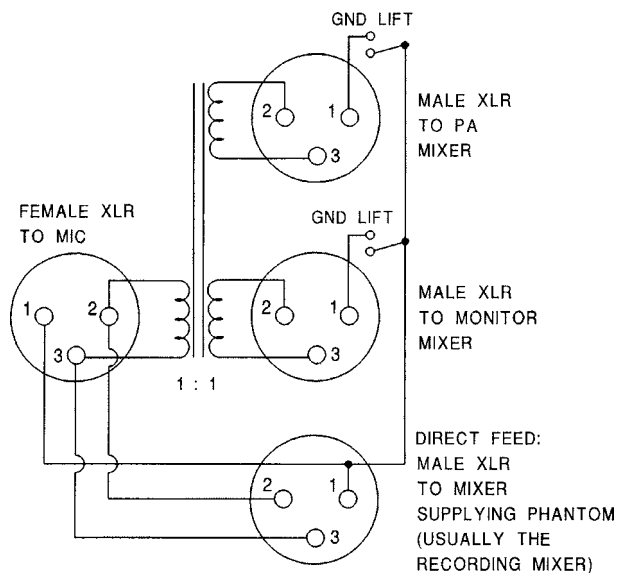 GND LIFT
2
1
3
MALE XLR
TO PA
MIXER
FEMALE XLR
TO MIC
1
2
3
1 : 1
GND LIFT
2
1
3
MALE XLR
TO MONITOR
MIXER
2
1
3
DIRECT FEED:
MALE XLR
TO MIXER
SUPPLYING PHANTOM
(USUALLY THE
RECORDING MIXER)